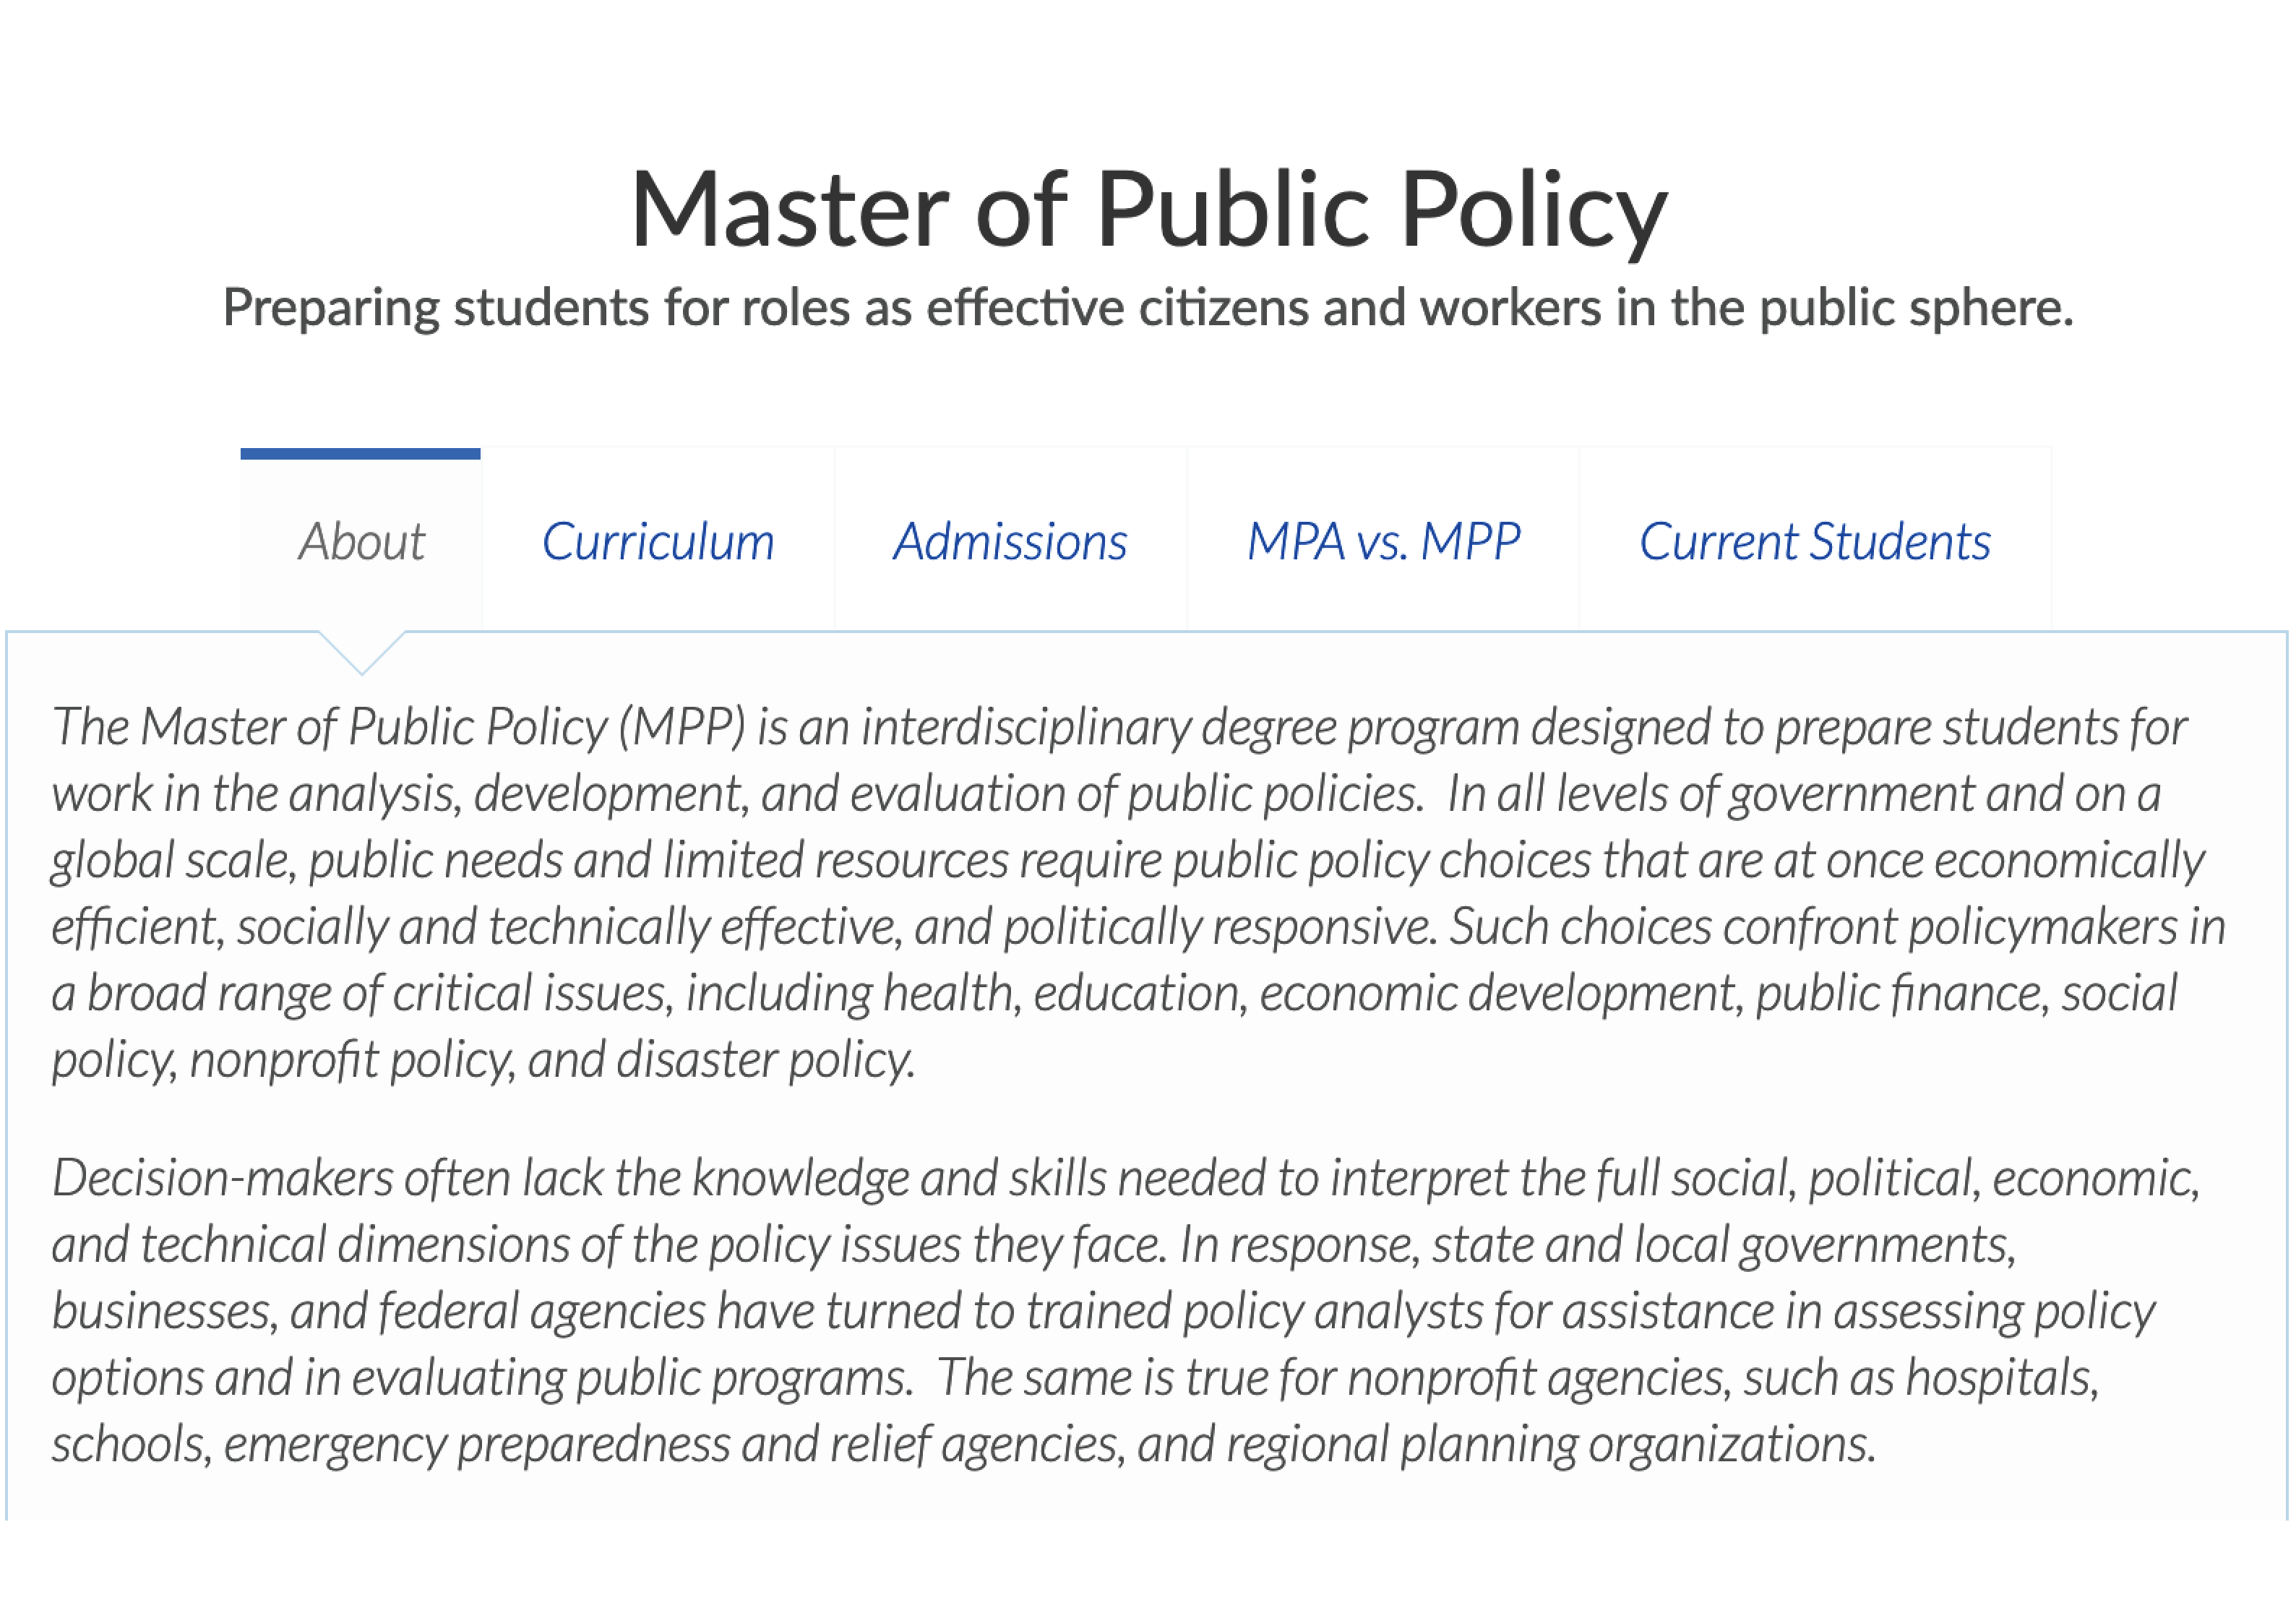 Master of Public Policy
Preparing students for roles as effective citizens and workers in the public sphere.
About
Curriculum
Admissions
MPA vs. MPP
Current Students
The Master of Public Policy (MPP) is an interdisciplinary degree program designed to prepare students for
work in the analysis, development, and evaluation of public policies.  In all levels of government and on a
global scale, public needs and limited resources require public policy choices that are at once economically
efficient, socially and technically effective, and politically responsive. Such choices confront policymakers in
a broad range of critical issues, including health, education, economic development, public finance, social
policy, nonprofit policy, and disaster policy.
Decision-makers often lack the knowledge and skills needed to interpret the full social, political, economic,
and technical dimensions of the policy issues they face. In response, state and local governments,
businesses, and federal agencies have turned to trained policy analysts for assistance in assessing policy
options and in evaluating public programs.  The same is true for nonprofit agencies, such as hospitals,
schools, emergency preparedness and relief agencies, and regional planning organizations.